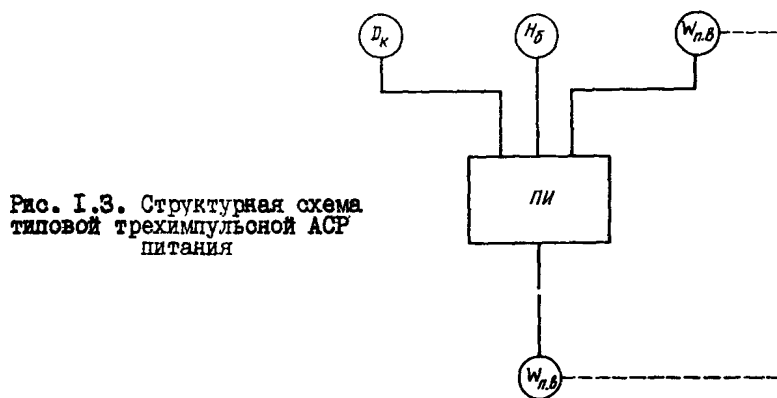 D_к H_б W_п.в
Рис. I.3. Структурная схема
типовой трехимпульсной АСР
питания
ПИ
W_п.в